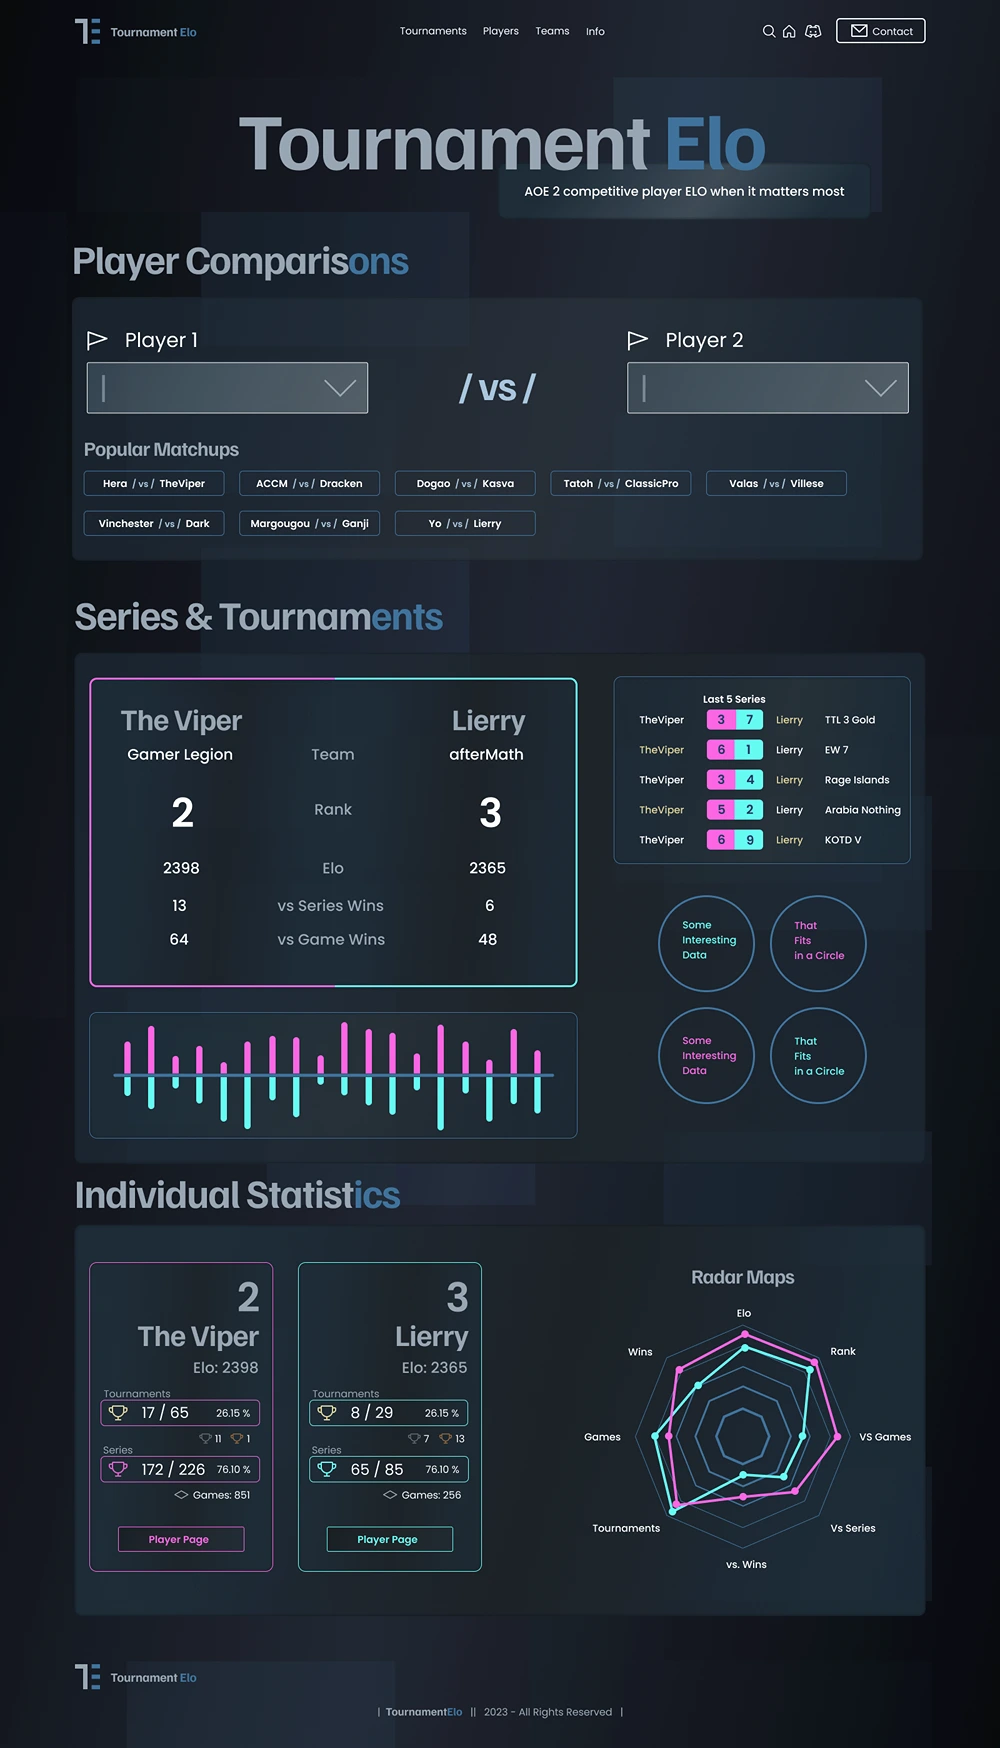 Tournament Elo
Tournaments Players Teams Info
Contact
Tournament Elo
AOE 2 competitive player ELO when it matters most
Player Comparisons
Player 1
/ vs /
Player 2
Popular Matchups
Hera / vs / TheViper
ACCM / vs / Dracken
Dogao / vs / Kasva
Tatoh / vs / ClassicPro
Valas / vs / Villese
Vinchester / vs / Dark
Margougou / vs / Ganji
Yo / vs / Lierry
Series & Tournaments
The Viper Lierry
Gamer Legion Team afterMath
2 Rank 3
2398 Elo 2365
13 vs Series Wins 6
64 vs Game Wins 48
Last 5 Series
TheViper 3 7 Lierry TTL 3 Gold
TheViper 6 1 Lierry EW 7
TheViper 3 4 Lierry Rage Islands
TheViper 5 2 Lierry Arabia Nothing
TheViper 6 9 Lierry KOTD V
Some
Interesting
Data
That
Fits
in a Circle
Some
Interesting
Data
That
Fits
in a Circle
Individual Statistics
2
The Viper
Elo: 2398
Tournaments
17 / 65 26.15 %
11 1
Series
172 / 226 76.10 %
Games: 851
Player Page
3
Lierry
Elo: 2365
Tournaments
8 / 29 26.15 %
7 13
Series
65 / 85 76.10 %
Games: 256
Player Page
Radar Maps
Elo
Wins
Rank
Games
VS Games
Tournaments
Vs Series
vs. Wins
Tournament Elo
| TournamentElo || 2023 - All Rights Reserved |